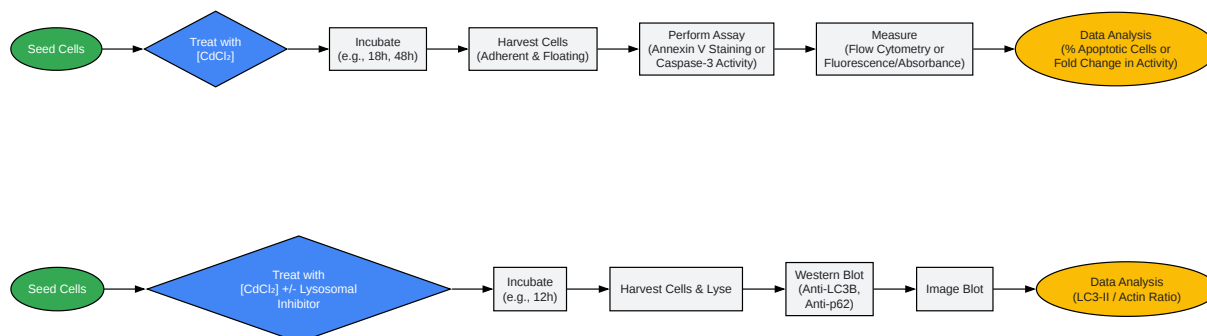 Seed Cells
Treat with
[CdCl₂]
Incubate
(e.g., 18h, 48h)
Harvest Cells
(Adherent & Floating)
Perform Assay
(Annexin V Staining or
Caspase-3 Activity)
Measure
(Flow Cytometry or
Fluorescence/Absorbance)
Data Analysis
(% Apoptotic Cells or
Fold Change in Activity)
Seed Cells
Treat with
[CdCl₂] +/- Lysosomal
Inhibitor
Incubate
(e.g., 12h)
Harvest Cells & Lyse
Western Blot
(Anti-LC3B,
Anti-p62)
Image Blot
Data Analysis
(LC3-II / Actin Ratio)